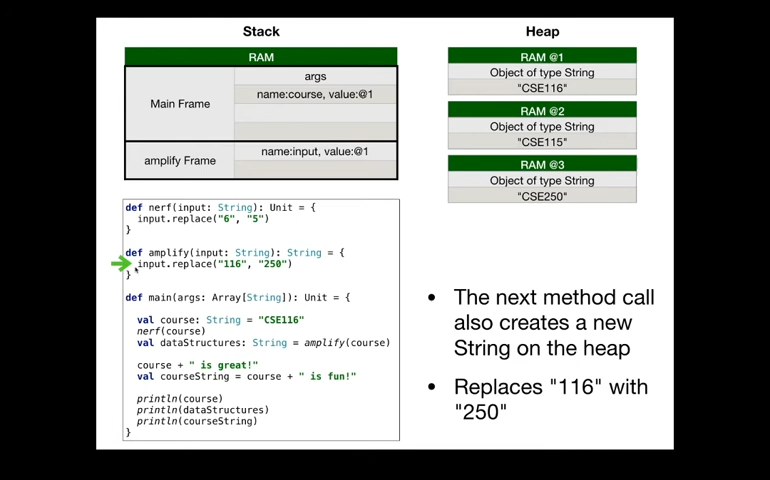 Stack
Heap
RAM
Main Frame
args
name:course, value:@1
amplify Frame
name:input, value:@1
RAM @1
Object of type String
"CSE116"
RAM @2
Object of type String
"CSE115"
RAM @3
Object of type String
"CSE250"
def nerf(input: String): Unit = {
  input.replace("6", "5")
}
def amplify(input: String): String = {
  input.replace("116", "250")
}
def main(args: Array[String]): Unit = {
  val course: String = "CSE116"
  nerf(course)
  val dataStructures: String = amplify(course)
  course + " is great!"
  val courseString = course + " is fun!"
  println(course)
  println(dataStructures)
  println(courseString)
}
• The next method call
also creates a new
String on the heap
• Replaces "116" with
"250"